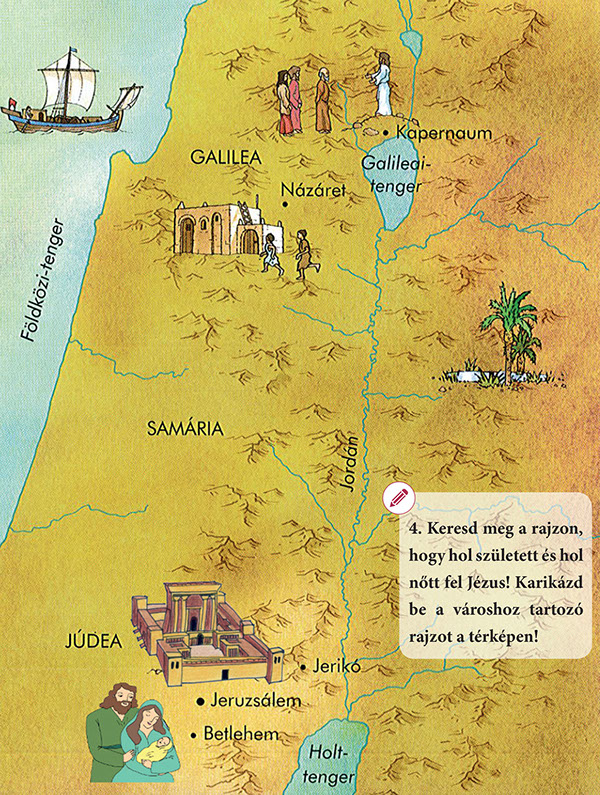 Kapernaum
GALILEA
Galileai-
tenger
Názáret
Földközi-tenger
SAMÁRIA
Jordán
4. Keresd meg a rajzon,
hogy hol született és hol
nőtt fel Jézus! Karikázd
be a városhoz tartozó
rajzot a térképen!
JÚDEA
Jerikó
Jeruzsálem
Betlehem
Holt-
tenger